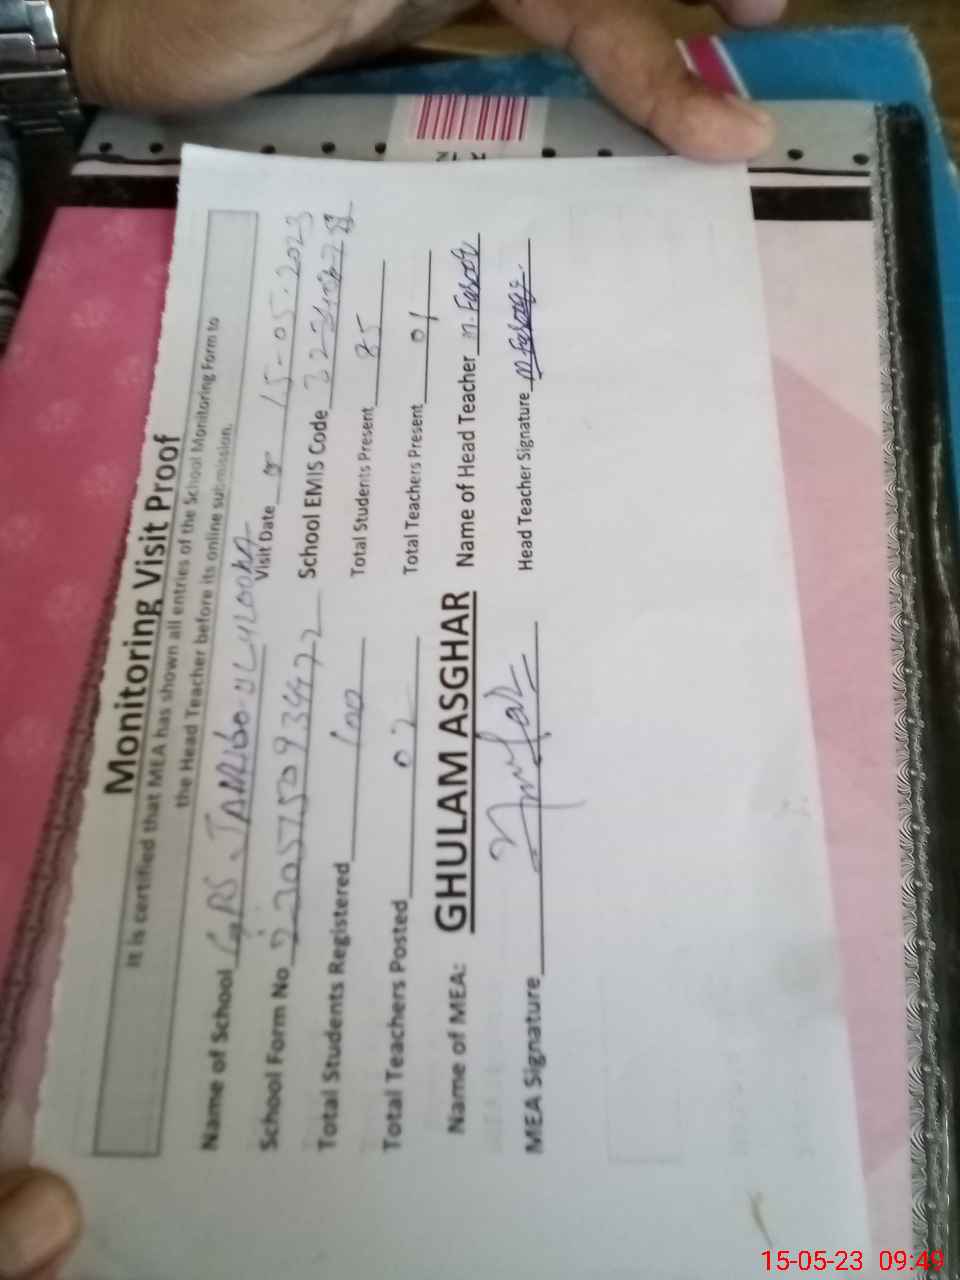 Monitoring Visit Proof
It is certified that MEA has shown all entries of the School Monitoring Form to
the Head Teacher before its online submission.
Name of School
Visit Date 15-05-2023
School Form No School EMIS Code
Total Students Registered 100 Total Students Present 85
Total Teachers Posted 02 Total Teachers Present 01
Name of MEA: GHULAM ASGHAR Name of Head Teacher M. Farooq
MEA Signature Head Teacher Signature M Farooq
15-05-23 09:49